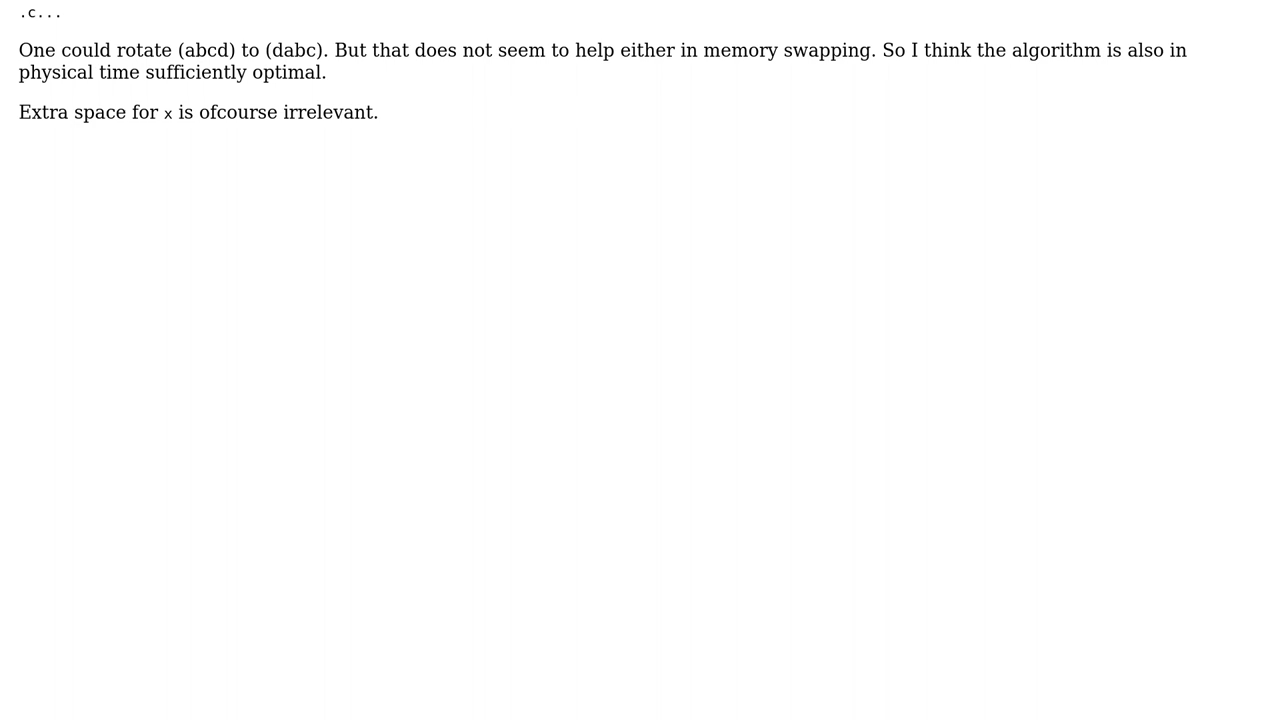 .c...
One could rotate (abcd) to (dabc). But that does not seem to help either in memory swapping. So I think the algorithm is also in
physical time sufficiently optimal.
Extra space for x is ofcourse irrelevant.